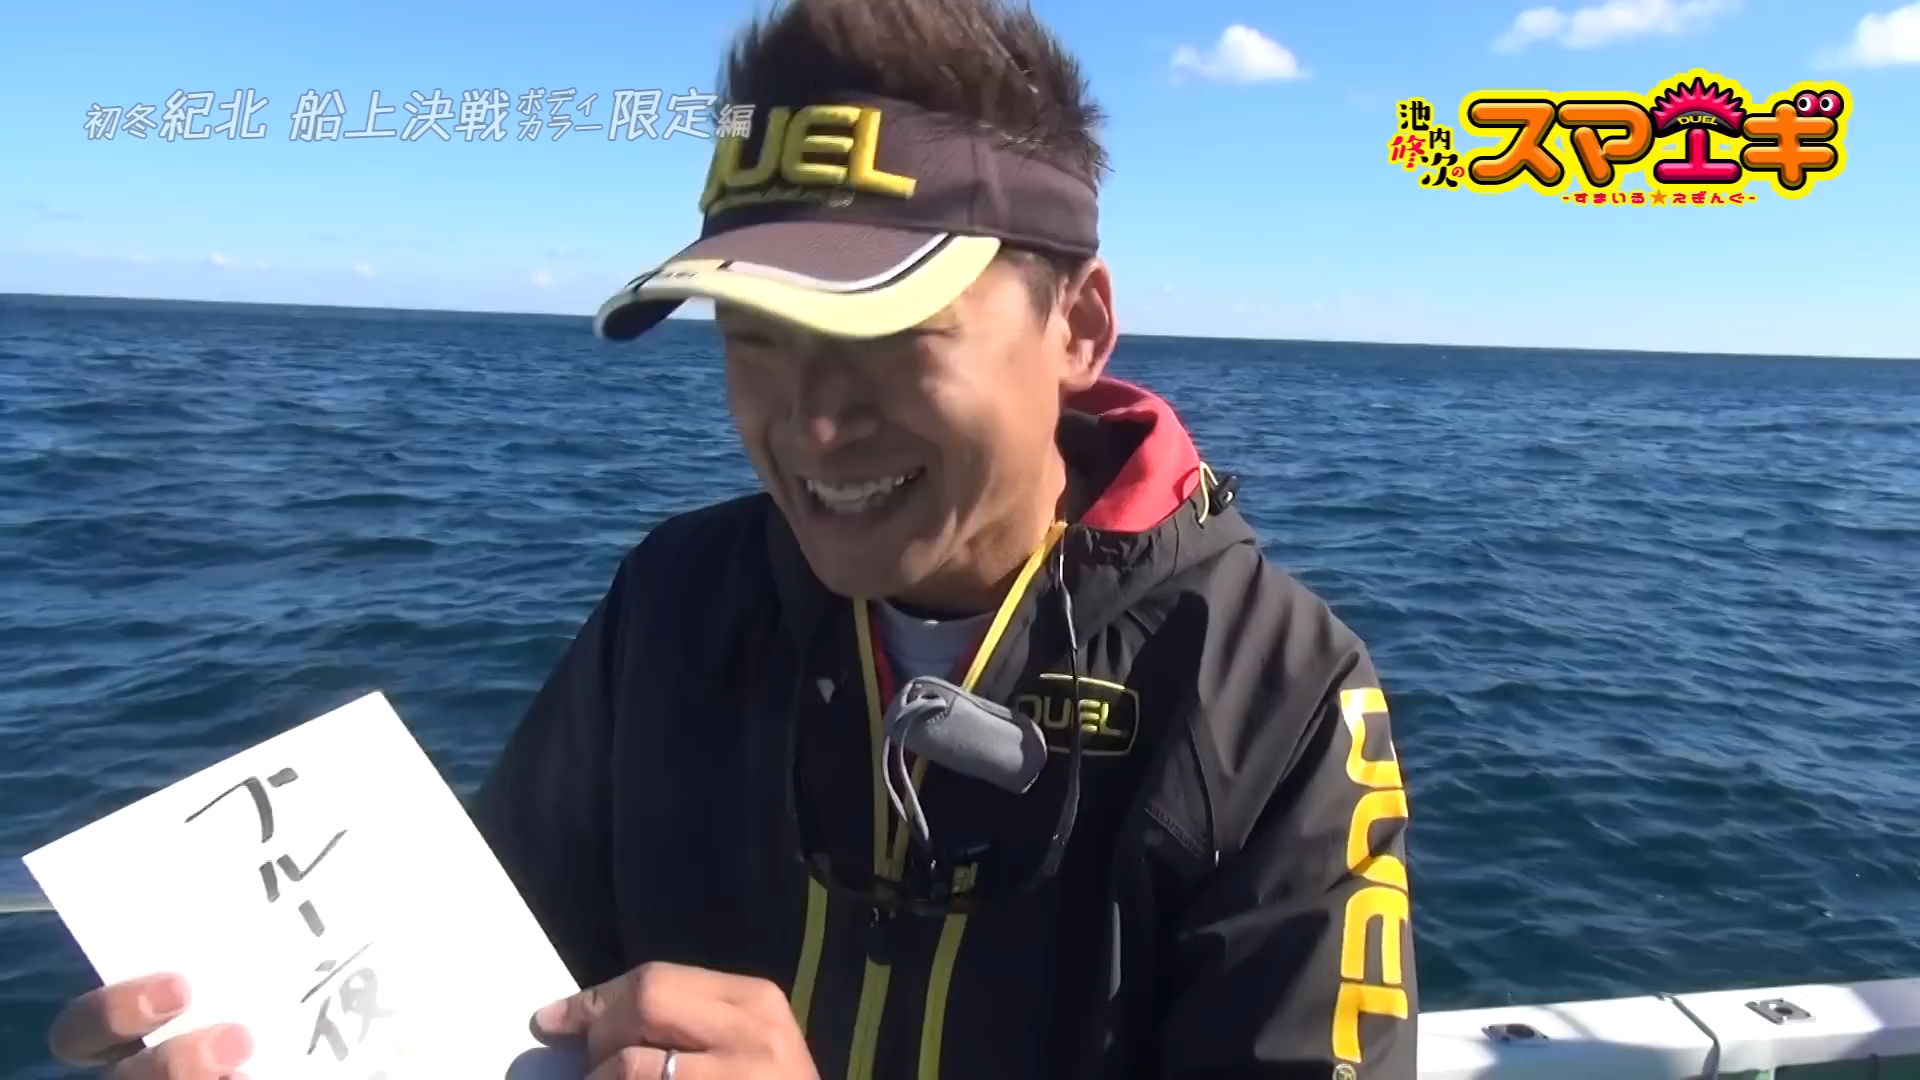 初冬紀北 船上決戦ボディカラー限定編
池内修次の
スマエギ
DUEL
-すまいる★えぎんぐ-
DUEL
DUEL
DUEL
ブルー夜